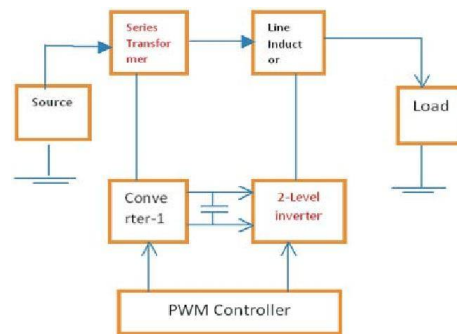 Series
Transfor
mer
Line
Induct
or
Source
Load
Conve
rter-1
2-Level
inverter
PWM Controller